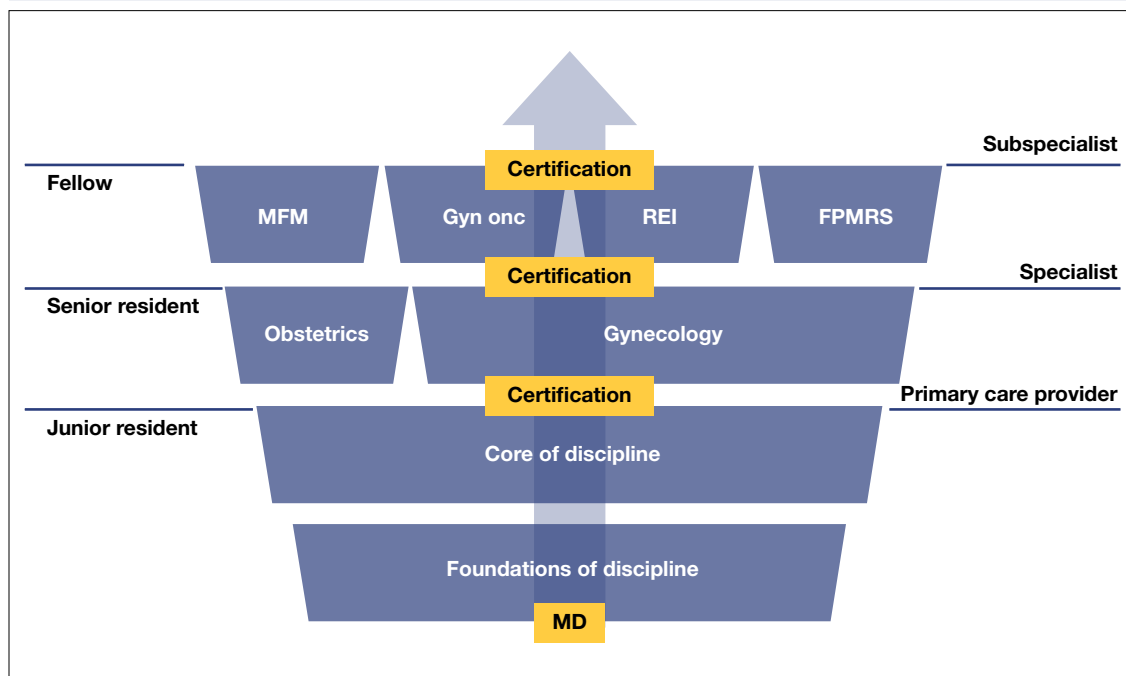 Certification
Subspecialist
Fellow
MFM
Gyn onc
REI
FPMRS
Certification
Specialist
Senior resident
Obstetrics
Gynecology
Certification
Primary care provider
Junior resident
Core of discipline
Foundations of discipline
MD